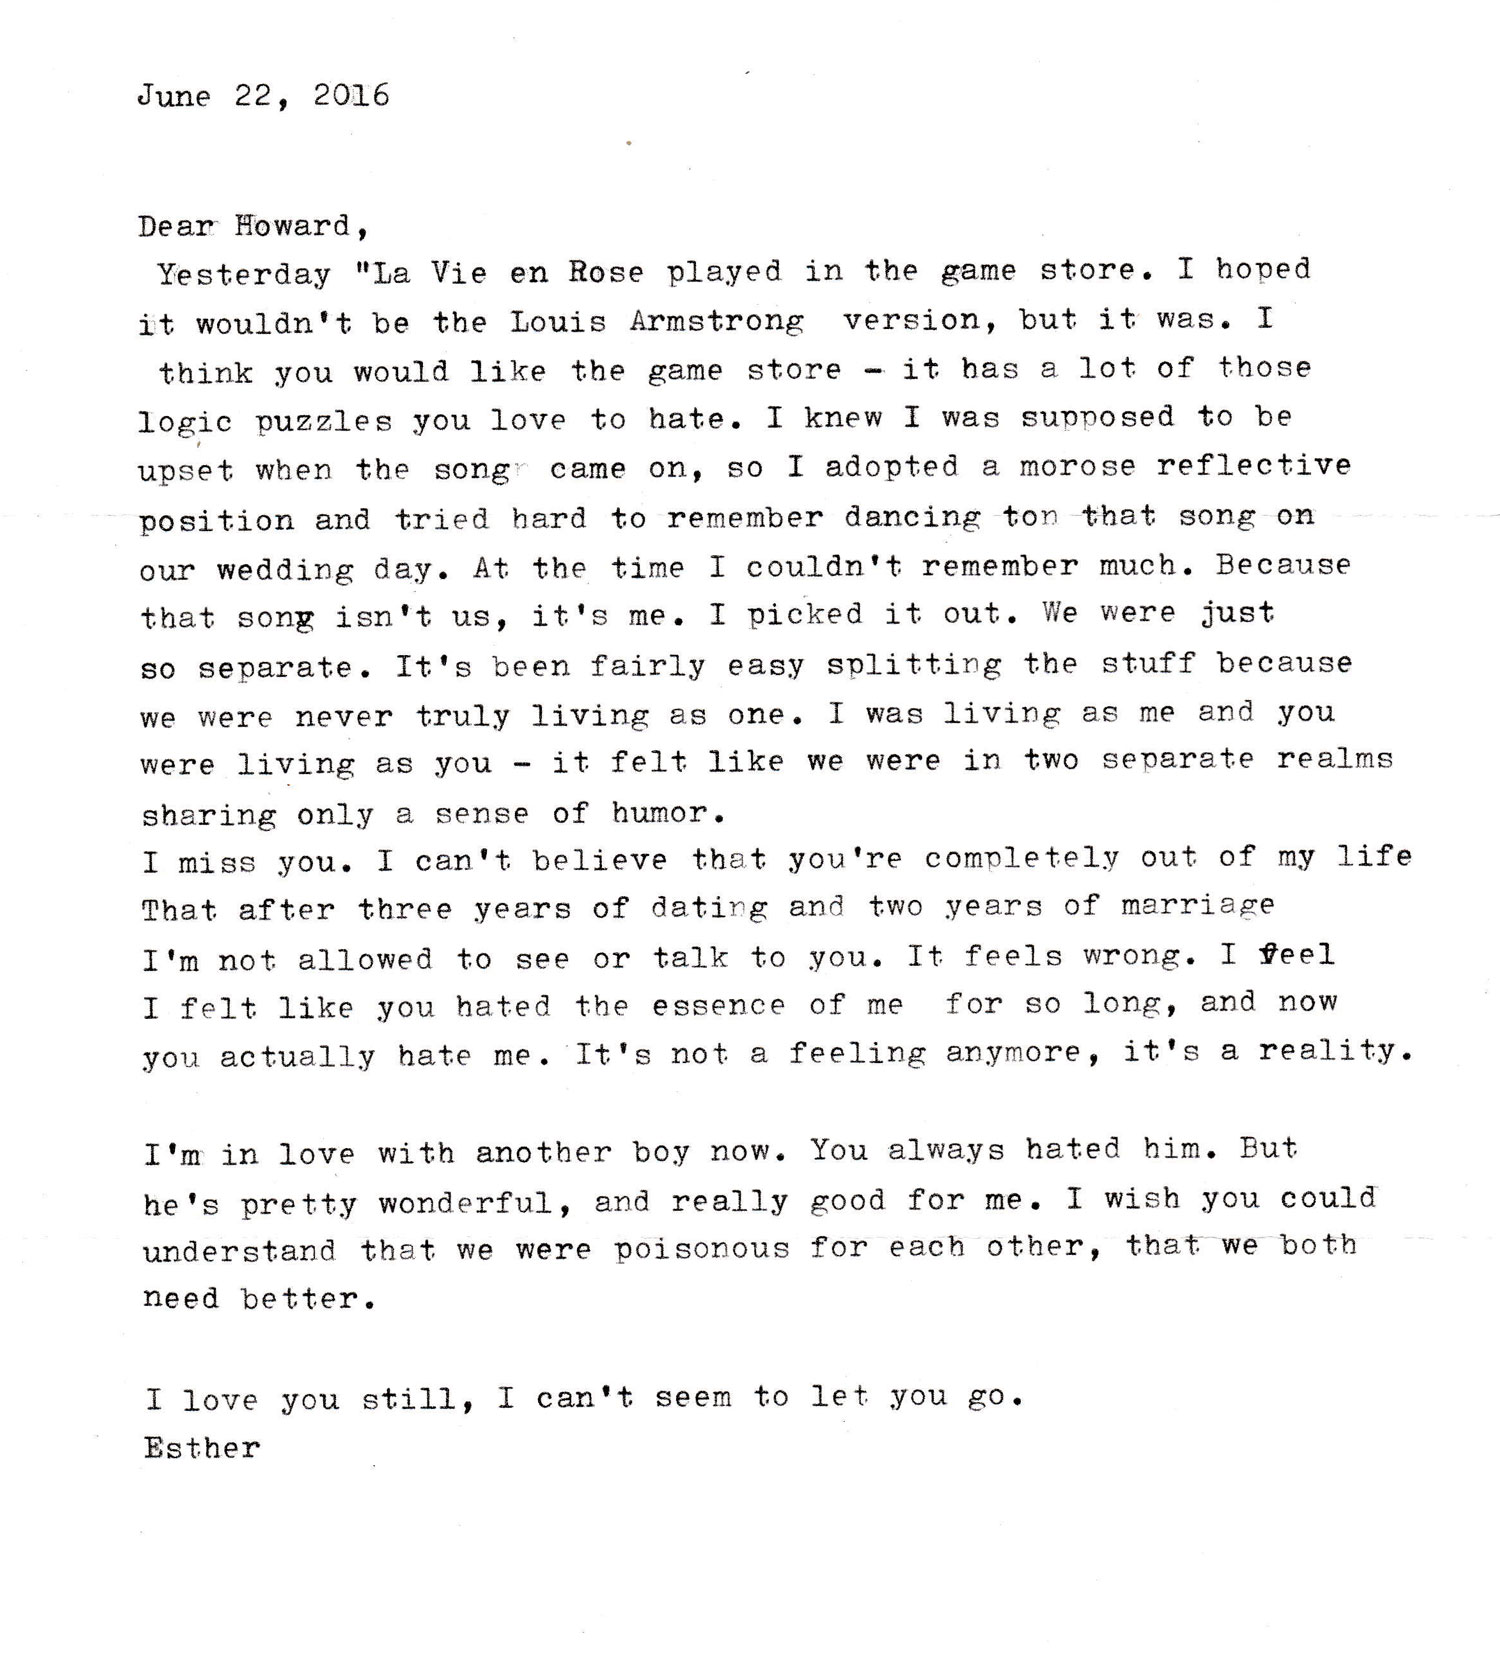 June 22, 2016
Dear Howard,
Yesterday "La Vie en Rose played in the game store. I hoped
it wouldn't be the Louis Armstrong version, but it was. I
think you would like the game store - it has a lot of those
logic puzzles you love to hate. I knew I was supposed to be
upset when the song came on, so I adopted a morose reflective
position and tried hard to remember dancing ton that song on
our wedding day. At the time I couldn't remember much. Because
that song isn't us, it's me. I picked it out. We were just
so separate. It's been fairly easy splitting the stuff because
we were never truly living as one. I was living as me and you
were living as you - it felt like we were in two separate realms
sharing only a sense of humor.
I miss you. I can't believe that you're completely out of my life
That after three years of dating and two years of marriage
I'm not allowed to see or talk to you. It feels wrong. I feel
I felt like you hated the essence of me for so long, and now
you actually hate me. It's not a feeling anymore, it's a reality.
I'm in love with another boy now. You always hated him. But
he's pretty wonderful, and really good for me. I wish you could
understand that we were poisonous for each other, that we both
need better.
I love you still, I can't seem to let you go.
Esther